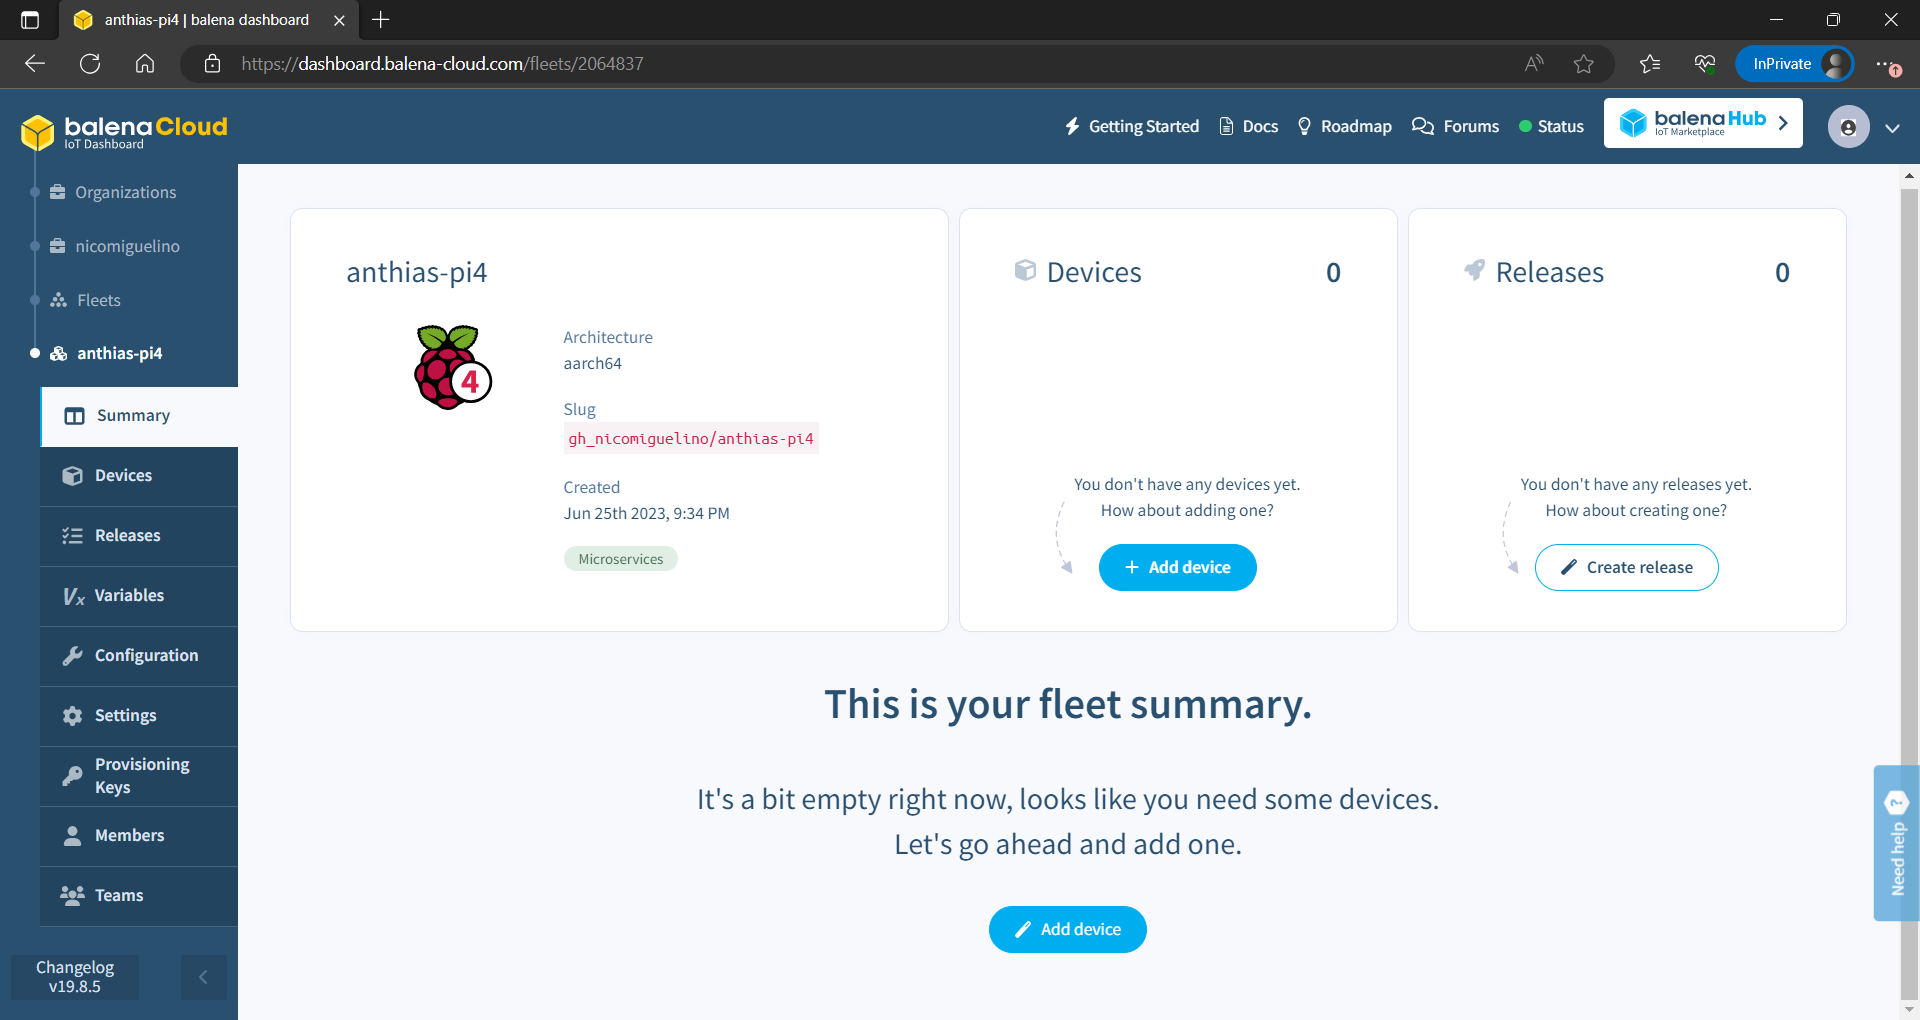 anthias-pi4 | balena dashboard
https://dashboard.balena-cloud.com/fleets/2064837
InPrivate
balenaCloud
IoT Dashboard
Getting Started
Docs
Roadmap
Forums
Status
balenaHub
IoT Marketplace
Organizations
nicomiguelino
Fleets
anthias-pi4
Summary
Devices
Releases
Variables
Configuration
Settings
Provisioning
Keys
Members
Teams
Changelog
v19.8.5
anthias-pi4
4
Architecture
aarch64
Slug
gh_nicomiguelino/anthias-pi4
Created
Jun 25th 2023, 9:34 PM
Microservices
Devices 0
You don't have any devices yet.
How about adding one?
Add device
Releases 0
You don't have any releases yet.
How about creating one?
Create release
This is your fleet summary.
It's a bit empty right now, looks like you need some devices.
Let's go ahead and add one.
Add device
Need help